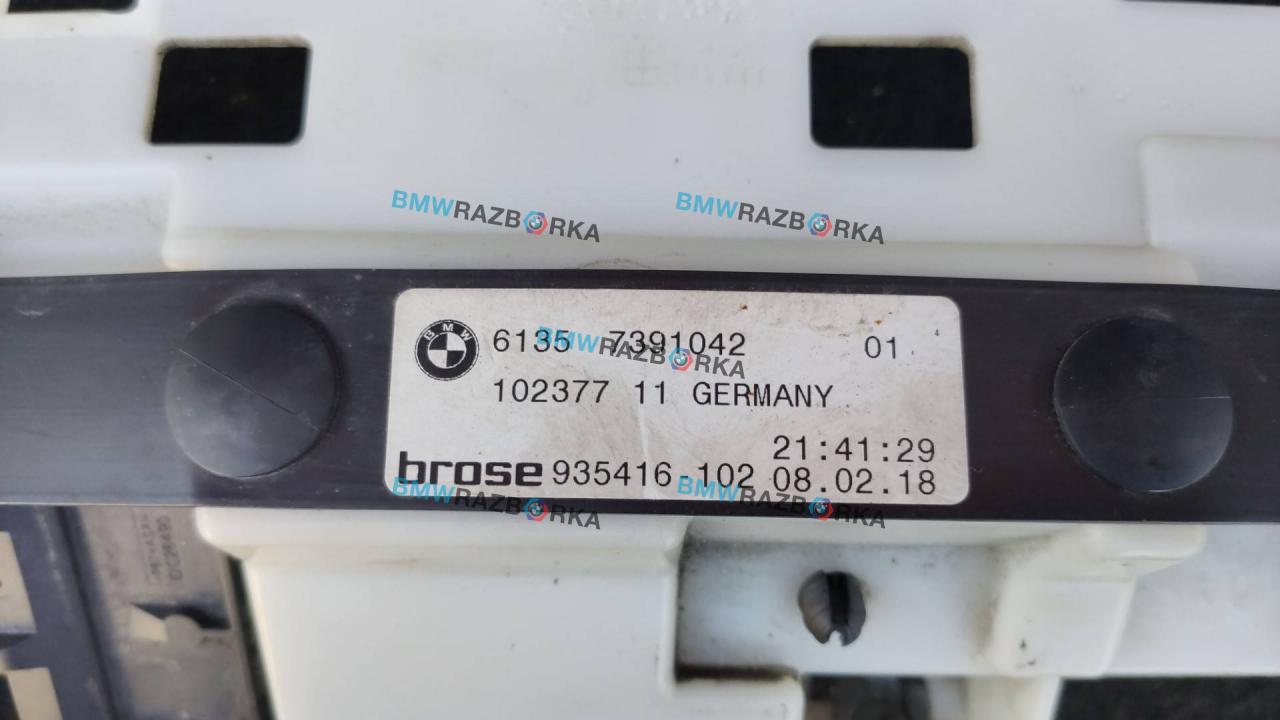 BMWRAZBORKA BMWRAZBORKA
BMW 6135 7391042 01
BMWRAZBORKA
102377 11 GERMANY
21:41:29
brose 935416-102 08.02.18
BMWRAZBORKA BMWRAZBORKA